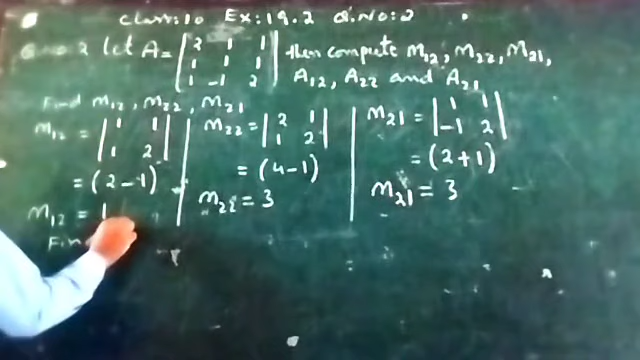 Class:10 Ex:19.2 Q.No:2
Q.no.2 let A = |2 1 1| then compute M12, M22, M21,
|1 1 1|
|1 -1 2| A12, A22 and A21
Find M12, M22, M21
M12 = |1 1| M22 = |2 1| M21 = |1 1|
|1 2| |1 2| |-1 2|
= (2-1) = (4-1) = (2+1)
M12 = 1 M22 = 3 M21 = 3
Fin